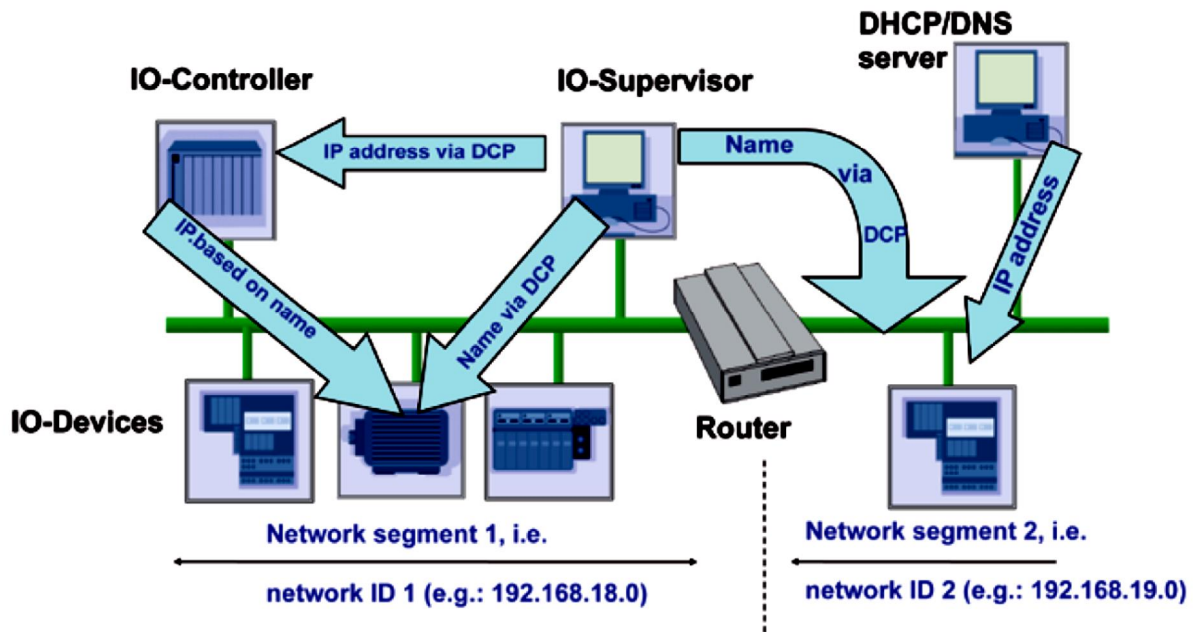 DHCP/DNS
server
IO-Controller
IO-Supervisor
IP address via DCP
Name
via
DCP
IP address
IP.based on name
Name via DCP
IO-Devices
Router
Network segment 1, i.e.
network ID 1 (e.g.: 192.168.18.0)
Network segment 2, i.e.
network ID 2 (e.g.: 192.168.19.0)